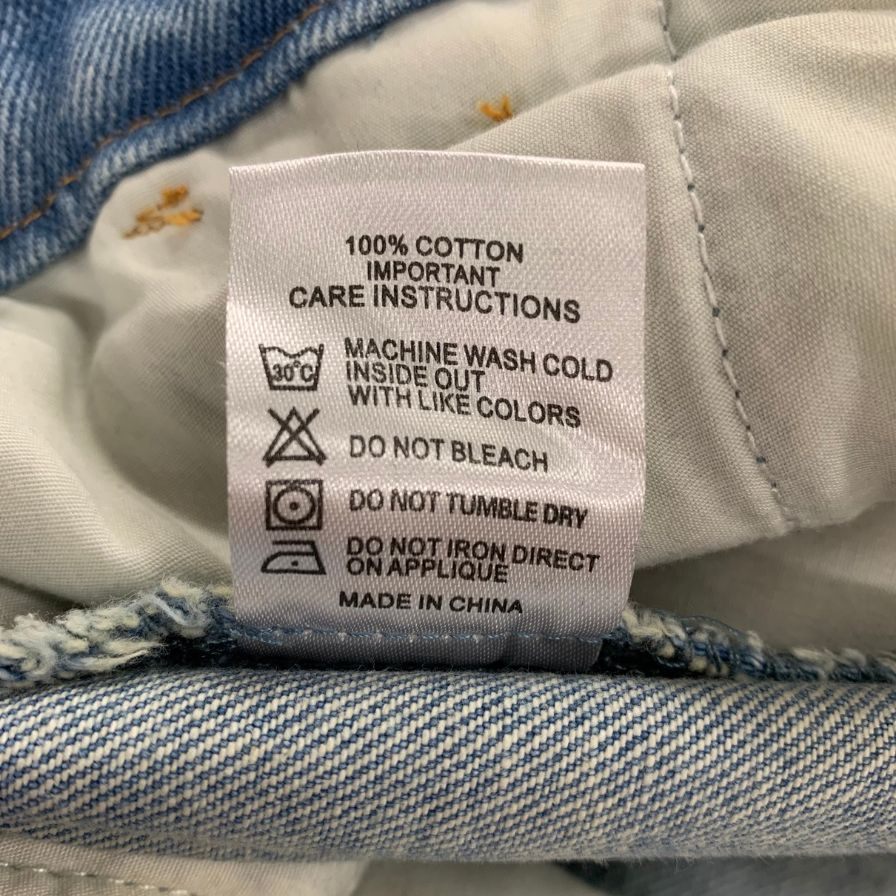 100% COTTON
IMPORTANT
CARE INSTRUCTIONS
30°C
MACHINE WASH COLD
INSIDE OUT
WITH LIKE COLORS
DO NOT BLEACH
DO NOT TUMBLE DRY
DO NOT IRON DIRECT
ON APPLIQUE
MADE IN CHINA